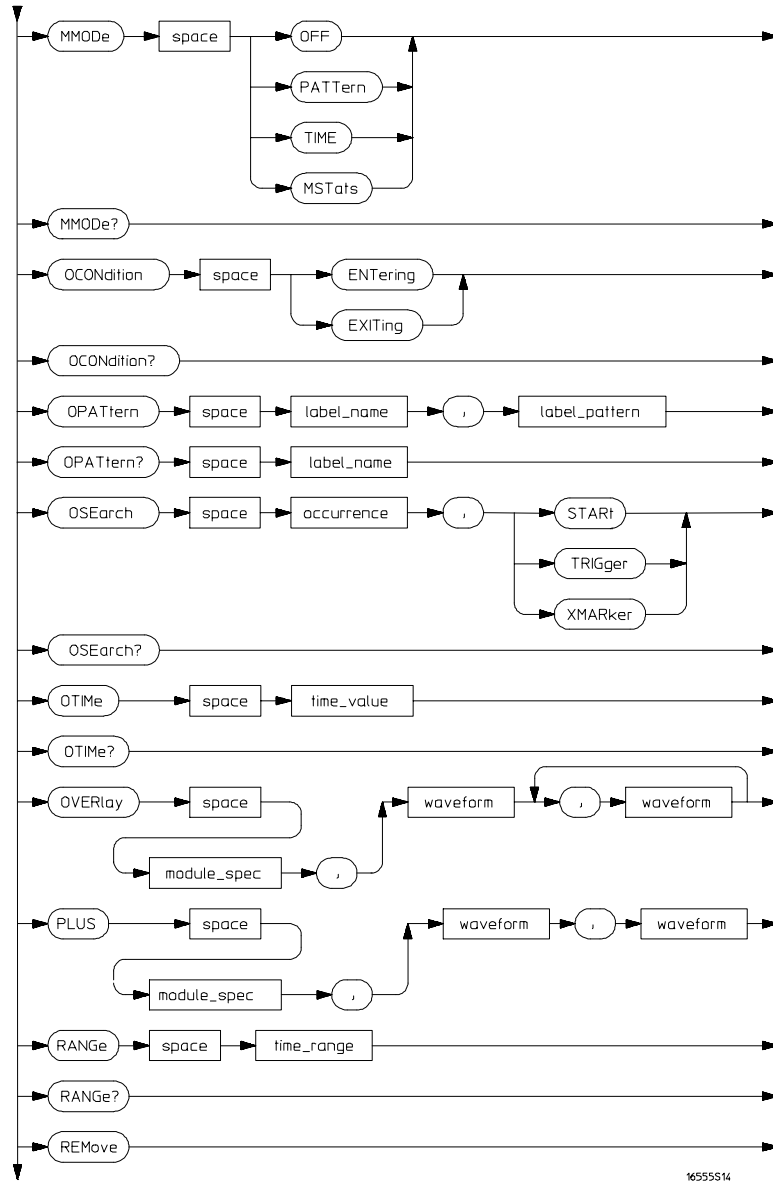 MMODe space OFF
PATTern
TIME
MSTats
MMODe?
OCONdition space ENTering
EXITing
OCONdition?
OPATtern space label_name , label_pattern
OPATtern? space label_name
OSEarch space occurrence , STARt
TRIGger
XMARker
OSEarch?
OTIMe space time_value
OTIMe?
OVERlay space waveform , waveform
module_spec ,
PLUS space waveform , waveform
module_spec ,
RANGe space time_range
RANGe?
REMove
16555S14